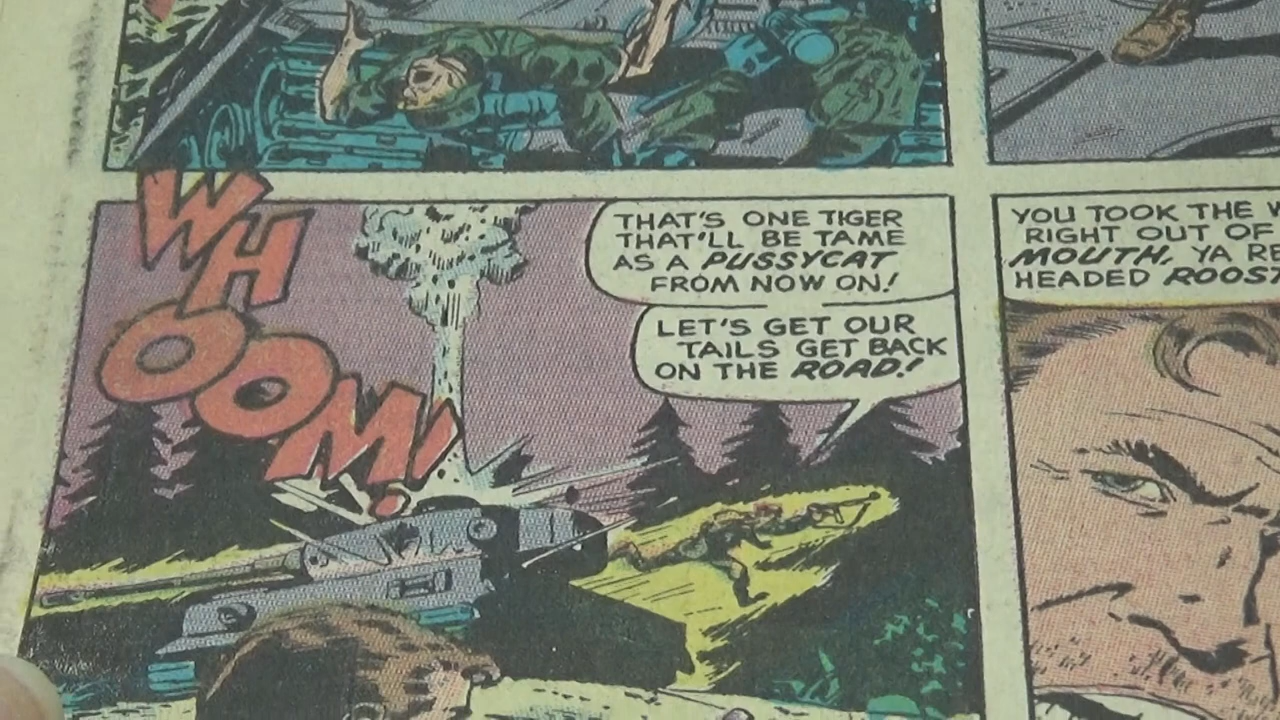 WHOOM!
THAT'S ONE TIGER
THAT'LL BE TAME
AS A PUSSYCAT
FROM NOW ON!
LET'S GET OUR
TAILS GET BACK
ON THE ROAD!
YOU TOOK THE
RIGHT OUT OF
MOUTH, YA
HEADED